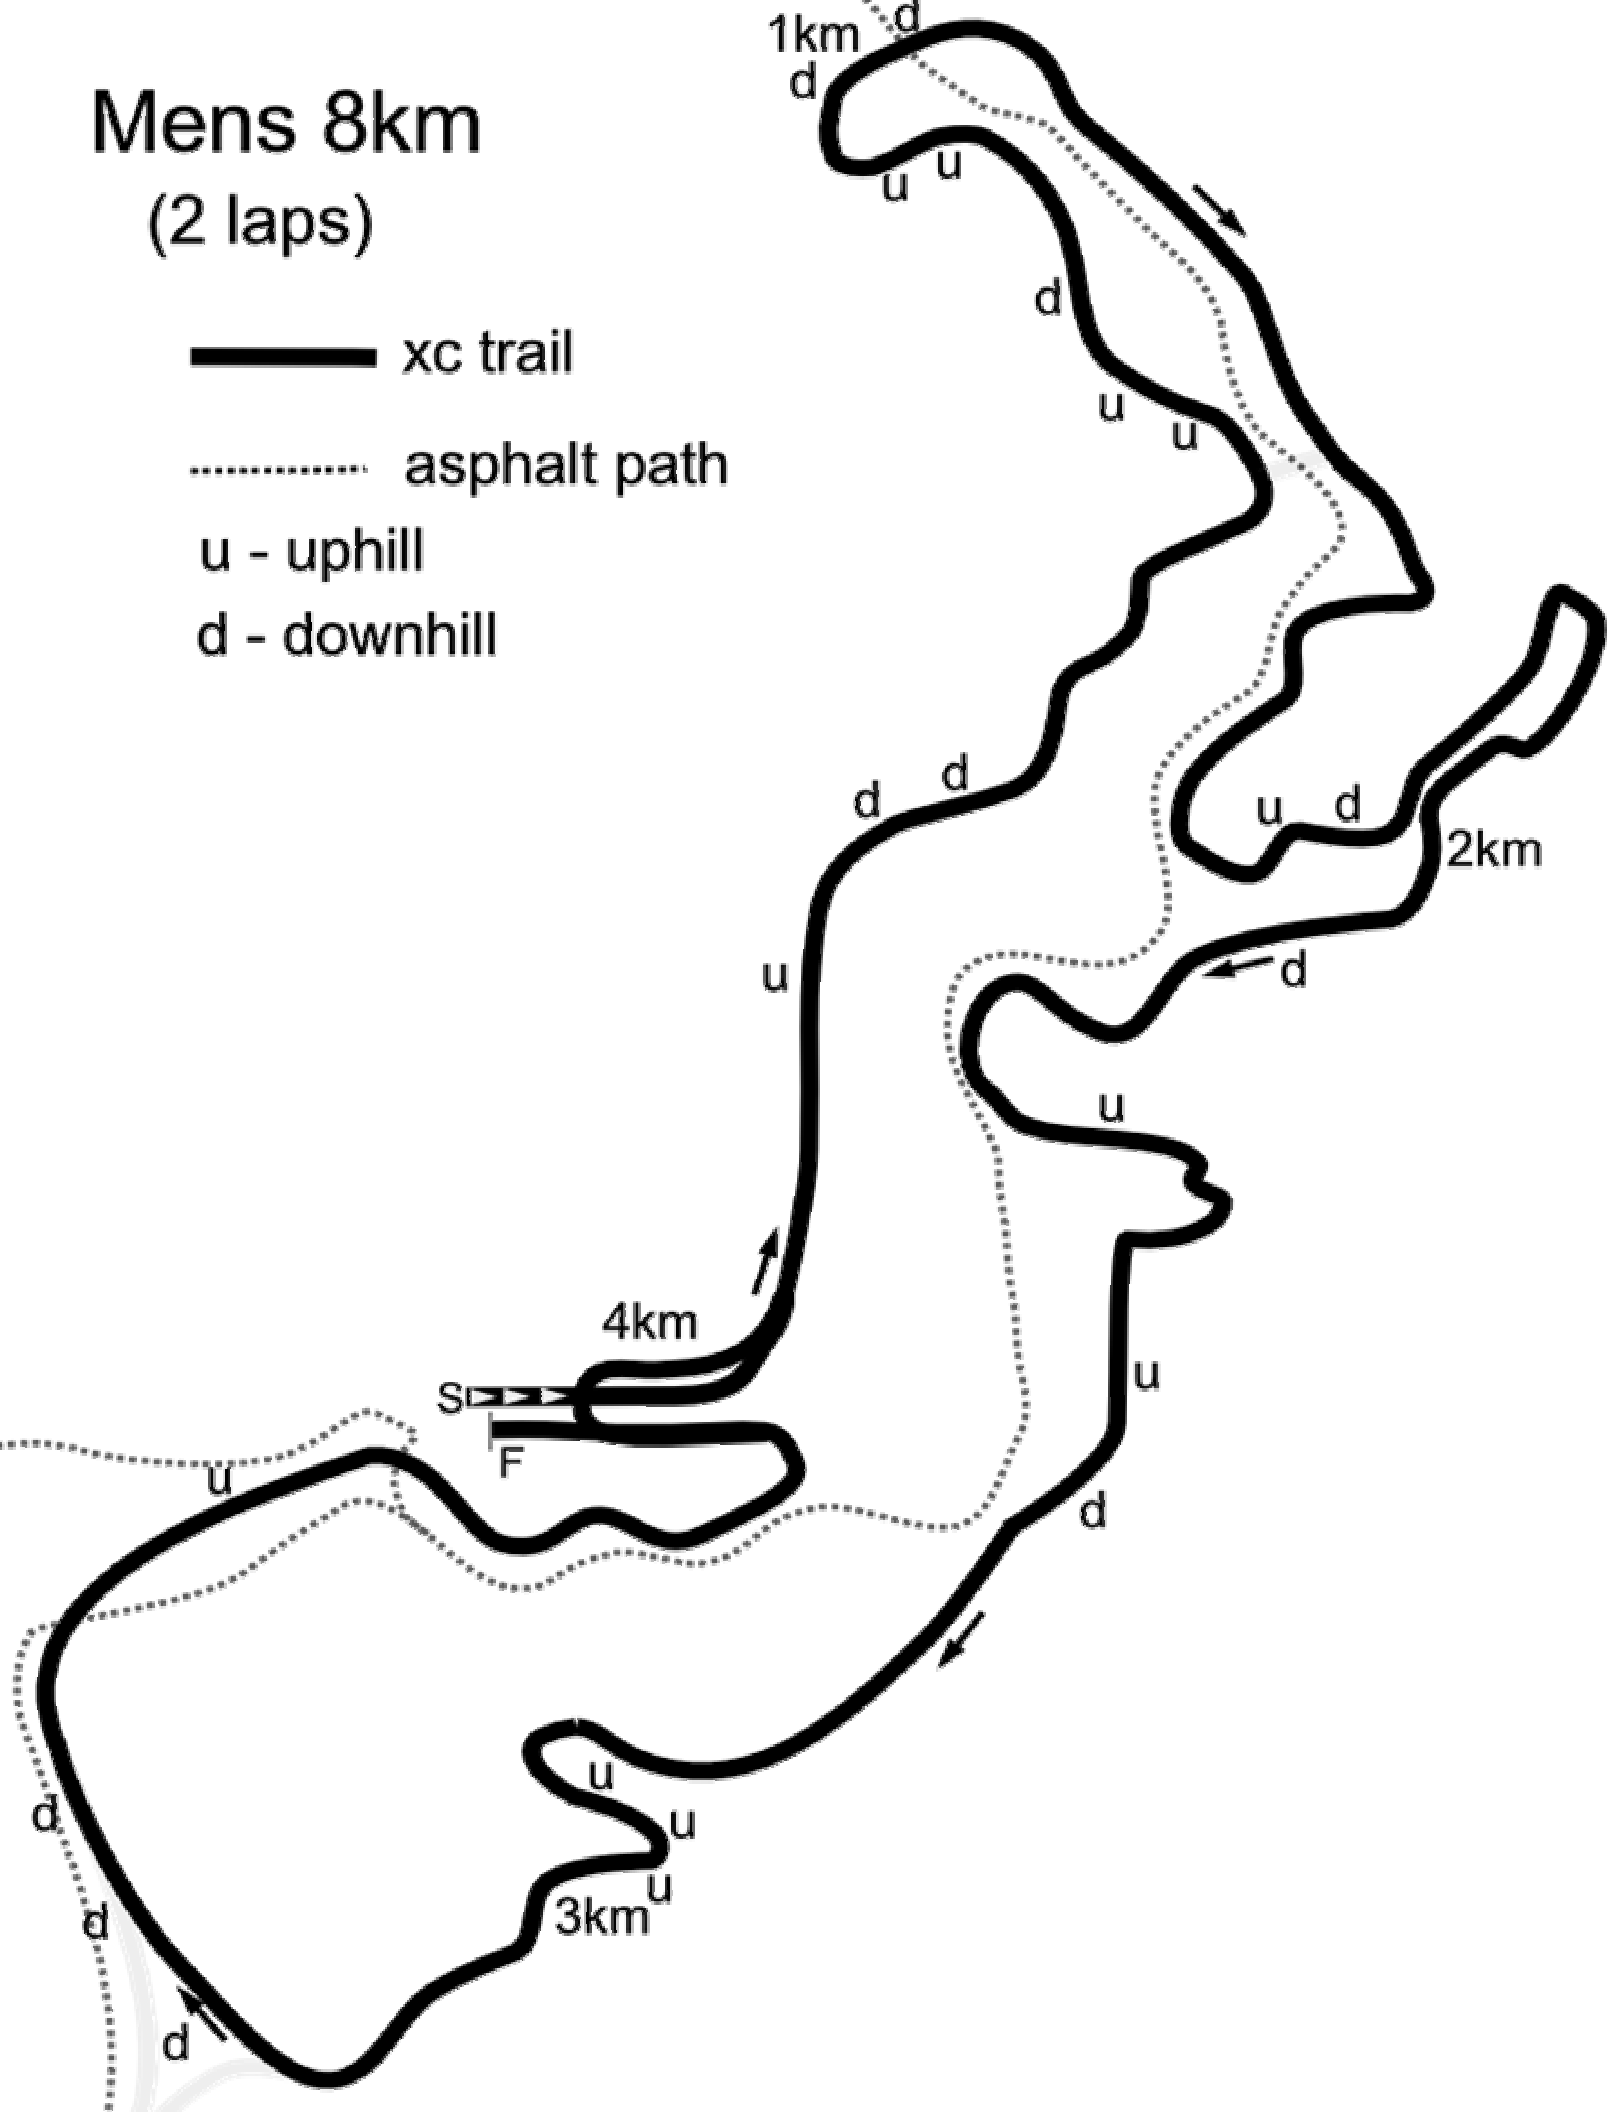 Mens 8km
(2 laps)
xc trail
asphalt path
u - uphill
d - downhill
d
1km
d
u
u
d
u
u
d
d
u
u
d
2km
d
u
4km
S
F
u
u
d
u
u
u
3km
d
d
d